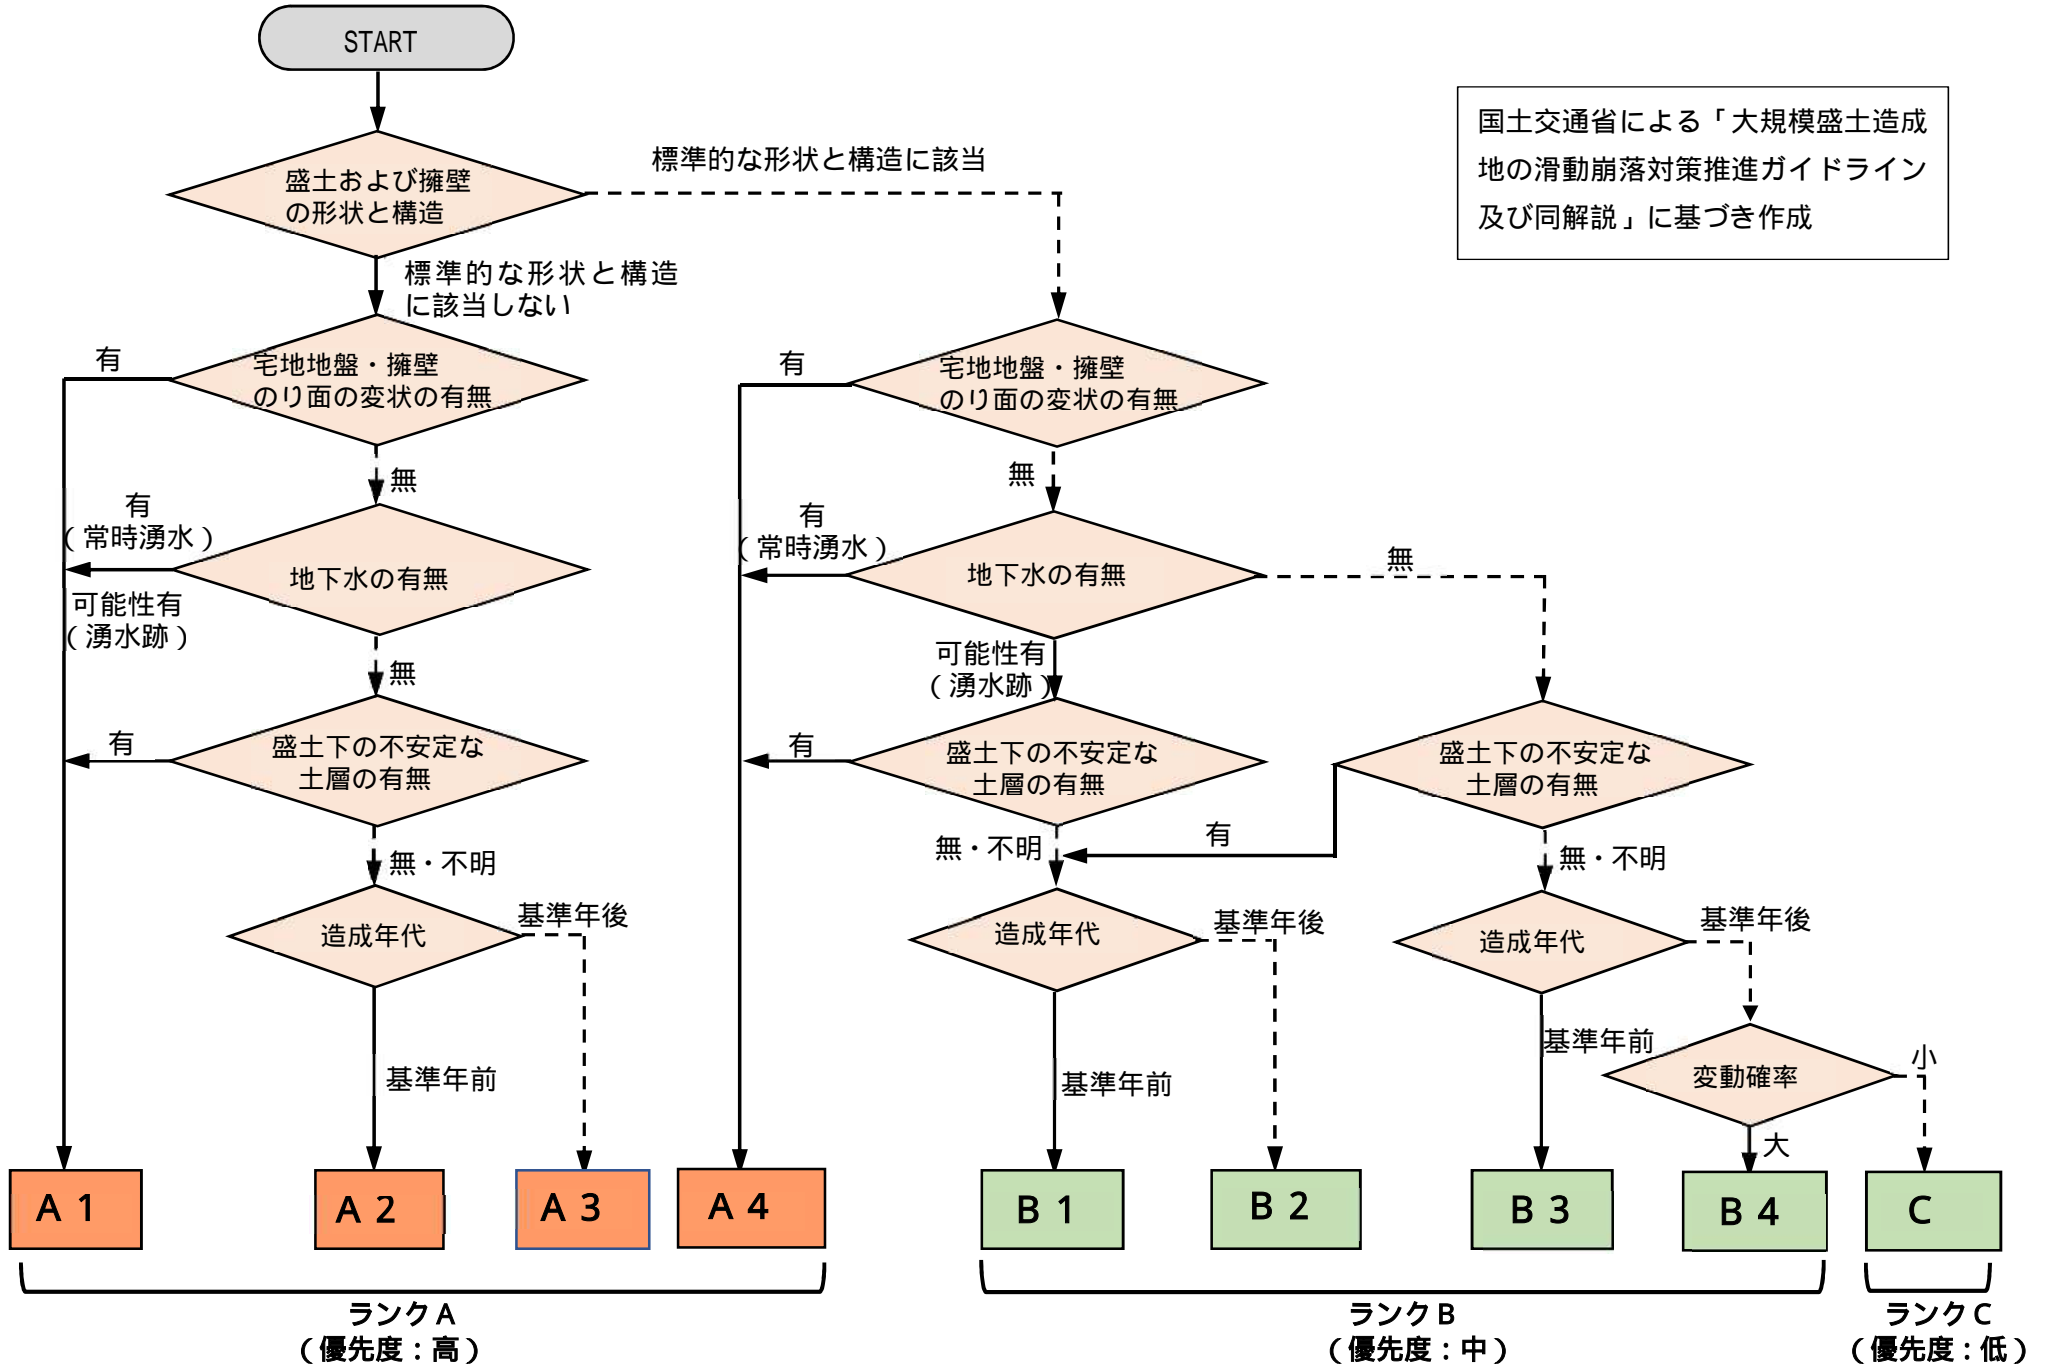 START
国土交通省による「大規模盛土造成
地の滑動崩落対策推進ガイドライン
及び同解説」に基づき作成
盛土および擁壁
の形状と構造
標準的な形状と構造に該当
標準的な形状と構造
に該当しない
有
宅地地盤・擁壁
のり面の変状の有無
有
宅地地盤・擁壁
のり面の変状の有無
無
無
有
（常時湧水）
地下水の有無
可能性有
（湧水跡）
有
（常時湧水）
地下水の有無
無
無
可能性有
（湧水跡）
有
盛土下の不安定な
土層の有無
有
盛土下の不安定な
土層の有無
盛土下の不安定な
土層の有無
無・不明
無・不明
有
無・不明
造成年代
基準年後
造成年代
基準年後
造成年代
基準年後
基準年前
基準年前
基準年前
変動確率
小
大
A 1
A 2
A 3
A 4
B 1
B 2
B 3
B 4
C
ランクA
（優先度：高）
ランクB
（優先度：中）
ランクC
（優先度：低）